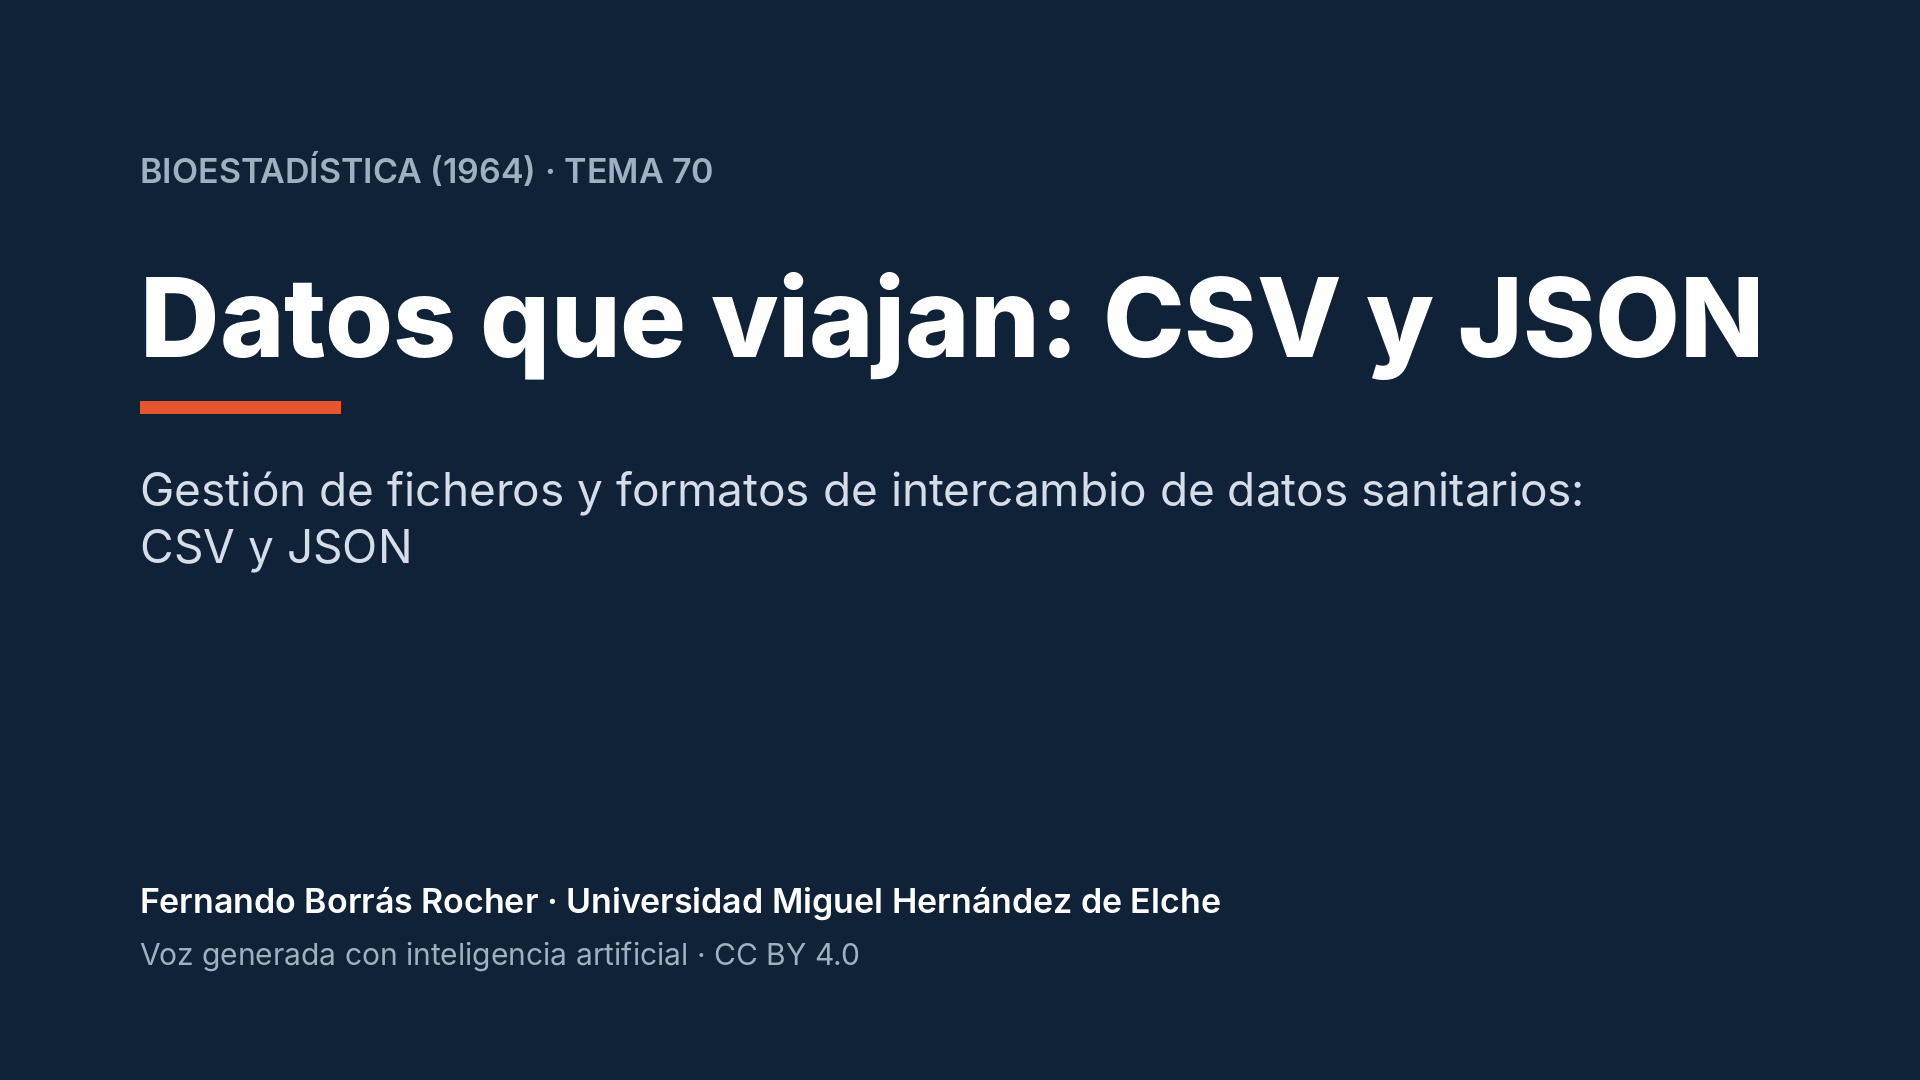 BIOESTADÍSTICA (1964) · TEMA 70
Datos que viajan: CSV y JSON
Gestión de ficheros y formatos de intercambio de datos sanitarios:
CSV y JSON
Fernando Borrás Rocher · Universidad Miguel Hernández de Elche
Voz generada con inteligencia artificial · CC BY 4.0